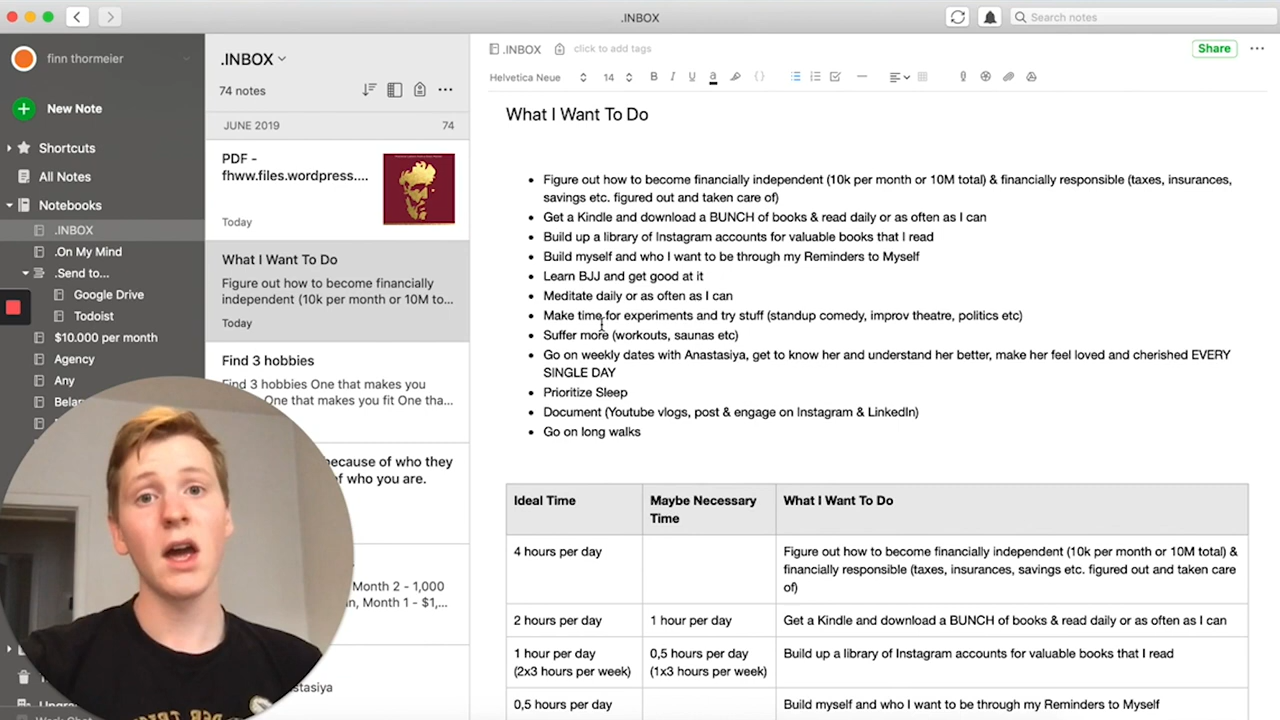 .INBOX
Search notes
finn thormeier
New Note
Shortcuts
All Notes
Notebooks
.INBOX
.On My Mind
.Send to...
Google Drive
Todoist
$10.000 per month
Agency
Any
.INBOX
74 notes
JUNE 2019
74
PDF -
fhww.files.wordpress....
Today
What I Want To Do
Figure out how to become financially
independent (10k per month or 10M to...
Today
Find 3 hobbies
Find 3 hobbies One that makes you
One that makes you fit One tha...
ecause of who they
f who you are.
Month 2 - 1,000
n, Month 1 - $1,...
stasiya
.INBOX
click to add tags
Share
Helvetica Neue
14
B I U a
What I Want To Do
• Figure out how to become financially independent (10k per month or 10M total) & financially responsible (taxes, insurances,
savings etc. figured out and taken care of)
• Get a Kindle and download a BUNCH of books & read daily or as often as I can
• Build up a library of Instagram accounts for valuable books that I read
• Build myself and who I want to be through my Reminders to Myself
• Learn BJJ and get good at it
• Meditate daily or as often as I can
• Make time for experiments and try stuff (standup comedy, improv theatre, politics etc)
• Suffer more (workouts, saunas etc)
• Go on weekly dates with Anastasiya, get to know her and understand her better, make her feel loved and cherished EVERY
SINGLE DAY
• Prioritize Sleep
• Document (Youtube vlogs, post & engage on Instagram & LinkedIn)
• Go on long walks
Ideal Time
Maybe Necessary
Time
What I Want To Do
4 hours per day
Figure out how to become financially independent (10k per month or 10M total) &
financially responsible (taxes, insurances, savings etc. figured out and taken care
of)
2 hours per day
1 hour per day
Get a Kindle and download a BUNCH of books & read daily or as often as I can
1 hour per day
(2x3 hours per week)
0,5 hours per day
(1x3 hours per week)
Build up a library of Instagram accounts for valuable books that I read
0,5 hours per day
Build myself and who I want to be through my Reminders to Myself